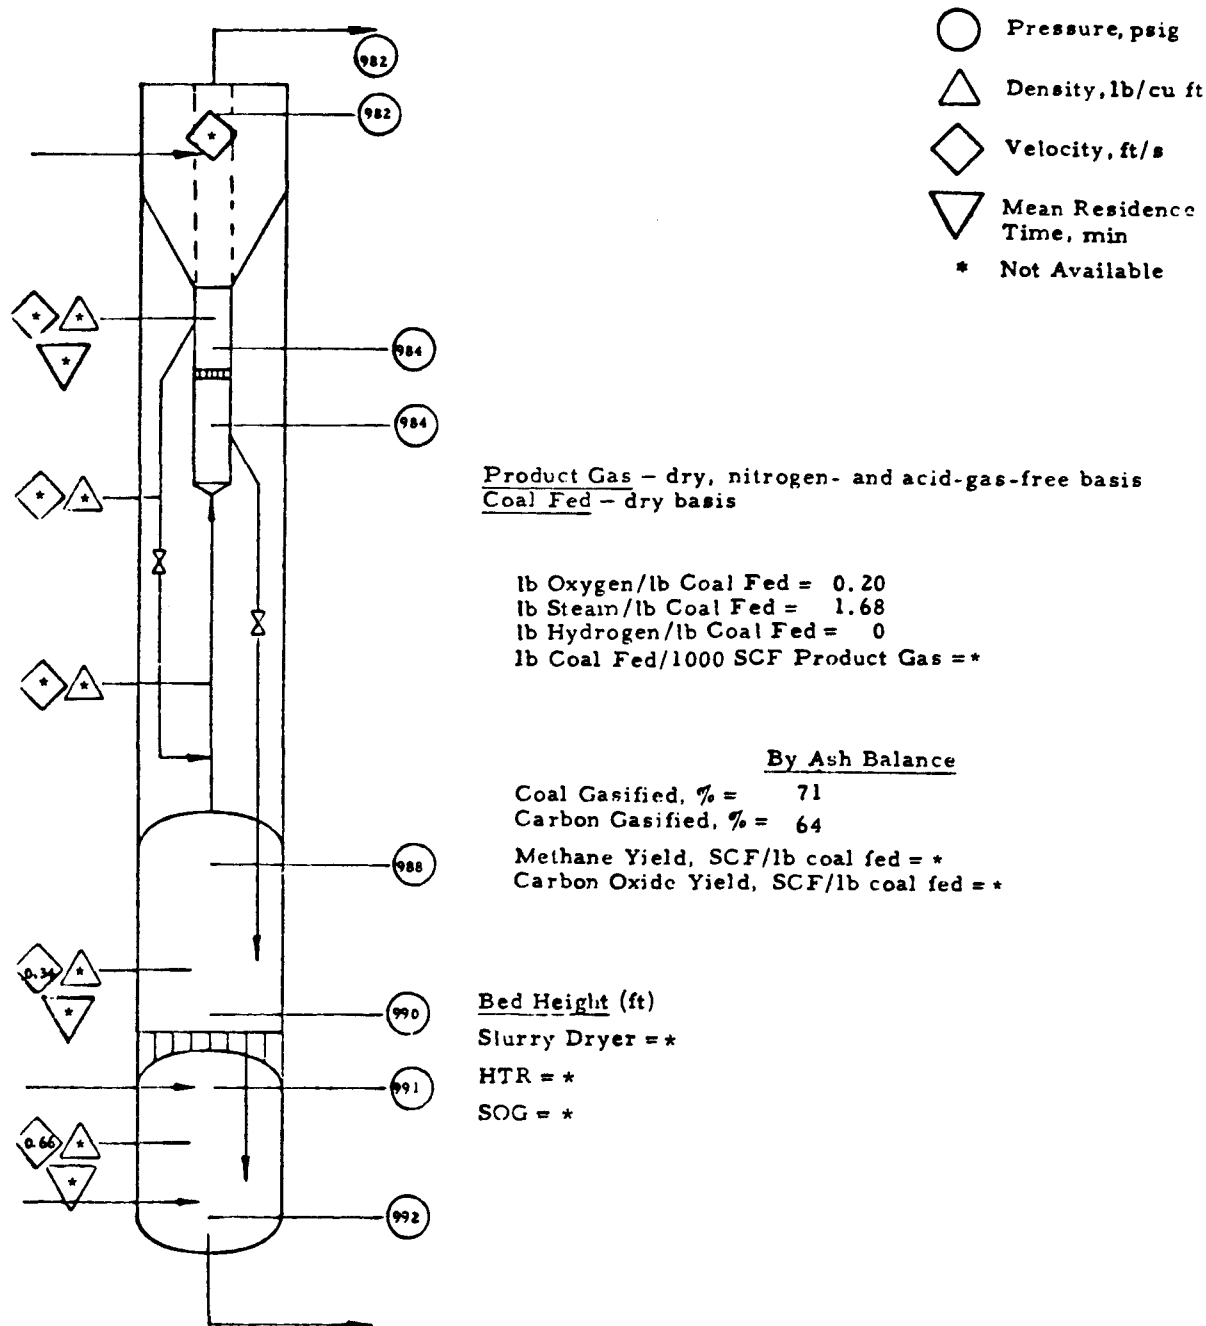 Pressure, psig
Density, lb/cu ft
Velocity, ft/s
Mean Residence
Time, min
* Not Available
982
982
*
* *
*
984
984
* *
Product Gas – dry, nitrogen- and acid-gas-free basis
Coal Fed – dry basis
lb Oxygen/lb Coal Fed = 0.20
lb Steam/lb Coal Fed = 1.68
lb Hydrogen/lb Coal Fed = 0
lb Coal Fed/1000 SCF Product Gas = *
* *
By Ash Balance
Coal Gasified, % = 71
Carbon Gasified, % = 64
Methane Yield, SCF/lb coal fed = *
Carbon Oxide Yield, SCF/lb coal fed = *
988
0.34 *
*
990
Bed Height (ft)
Slurry Dryer = *
HTR = *
SOG = *
991
0.66 *
*
992